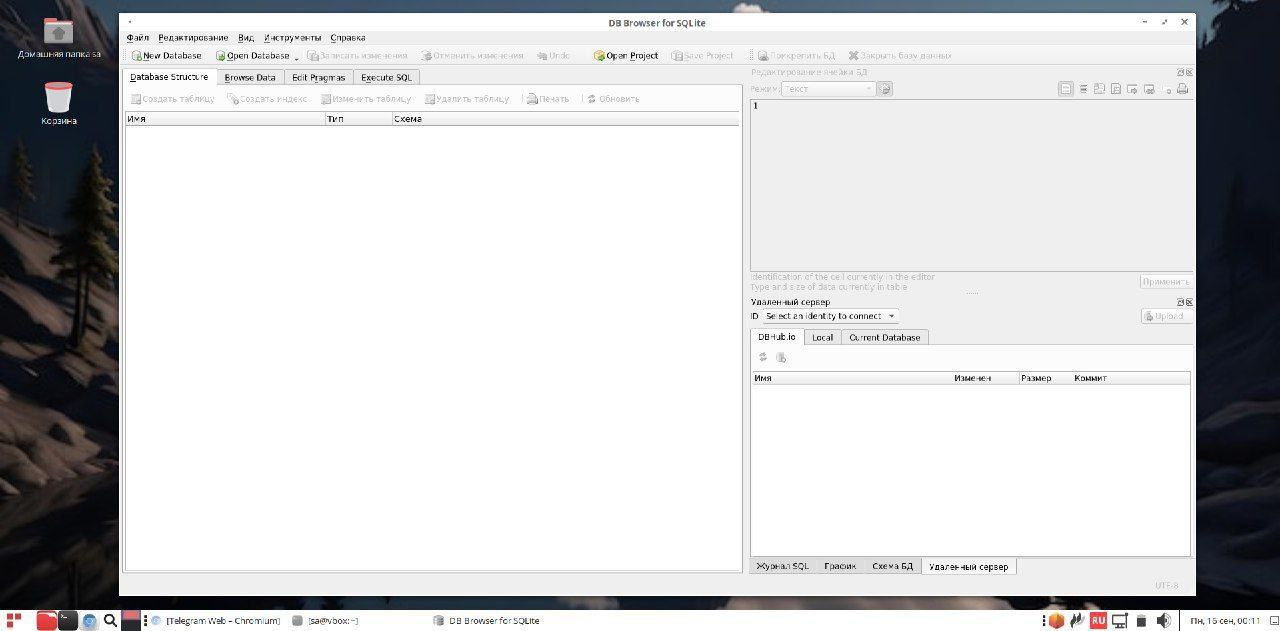 DB Browser for SQLite
Домашняя папка sa
Корзина
Файл Редактирование Вид Инструменты Справка
New Database Open Database Записать изменения Отменить изменения Undo Open Project Save Project Прикрепить БД Закрыть базу данных
Database Structure Browse Data Edit Pragmas Execute SQL
Создать таблицу Создать индекс Изменить таблицу Удалить таблицу Печать Обновить
Имя Тип Схема
Редактирование ячейки БД
Режим: Текст
1
Identification of the cell currently in the editor
Type and size of data currently in table
Применить
Удаленный сервер
ID Select an identity to connect Upload
DBHub.io Local Current Database
Имя Изменен Размер Коммит
Журнал SQL График Схема БД Удаленный сервер
UTF-8
[Telegram Web - Chromium] [sa@vbox:~] DB Browser for SQLite RU Пн, 16 сен, 00:11